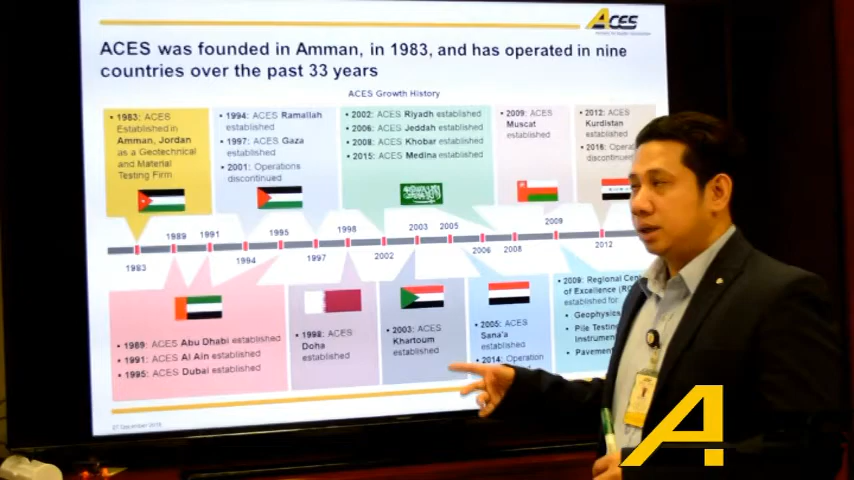 ACES
ACES was founded in Amman, in 1983, and has operated in nine
countries over the past 33 years
ACES Growth History
• 1983: ACES
Established in
Amman, Jordan
as a Geotechnical
and Material
Testing Firm
• 1994: ACES Ramallah
established
• 1997: ACES Gaza
established
• 2001: Operations
discontinued
• 2002: ACES Riyadh established
• 2006: ACES Jeddah established
• 2008: ACES Khobar established
• 2015: ACES Medina established
• 2009: ACES
Muscat
established
• 2012: ACES
Kurdistan
established
• 2016:
discontinued
1989 1991 1995 1998 2003 2005 2009
1983 1994 1997 2002 2006 2008 2012
• 1989: ACES Abu Dhabi established
• 1991: ACES Al Ain established
• 1995: ACES Dubai established
• 1998: ACES
Doha
established
• 2003: ACES
Khartoum
established
• 2005: ACES
Sana'a
established
• 2014: Operation
• 2009: Regional
of Excellence
established for:
• Geophysics
• Pile Testing
Instrumen
• Pavemen
A